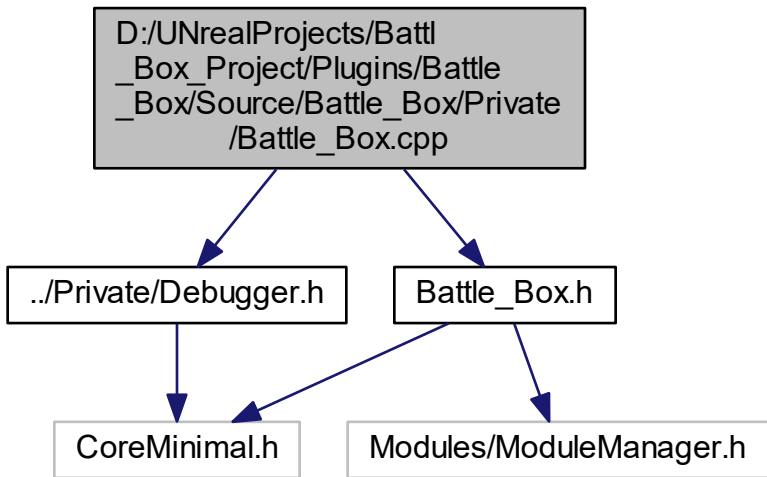 D:/UNrealProjects/Battl
_Box_Project/Plugins/Battle
_Box/Source/Battle_Box/Private
/Battle_Box.cpp
../Private/Debugger.h
Battle_Box.h
CoreMinimal.h
Modules/ModuleManager.h